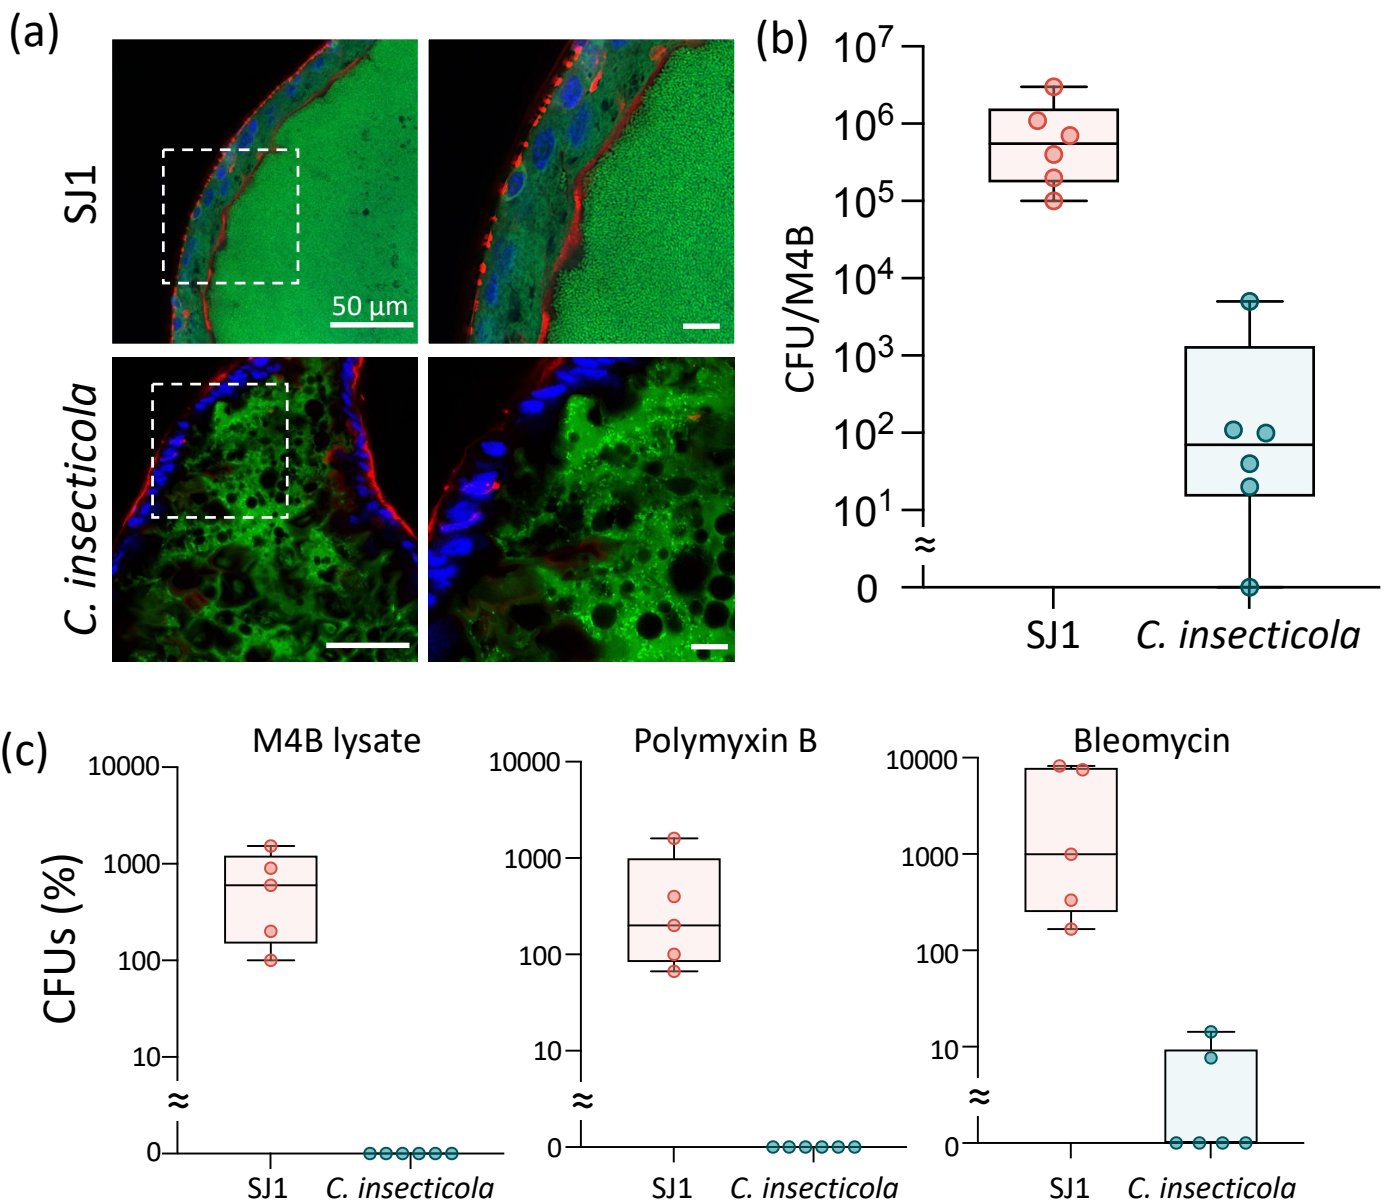 (a)
SJ1
50 µm
C. insecticola
(b)
CFU/M4B
10⁷
10⁶
10⁵
10⁴
10³
10²
10¹
≈
0
SJ1 C. insecticola
(c)
CFUs (%)
M4B lysate
10000
1000
100
10
≈
0
SJ1 C. insecticola
Polymyxin B
10000
1000
100
10
≈
0
SJ1 C. insecticola
Bleomycin
10000
1000
100
10
≈
0
SJ1 C. insecticola